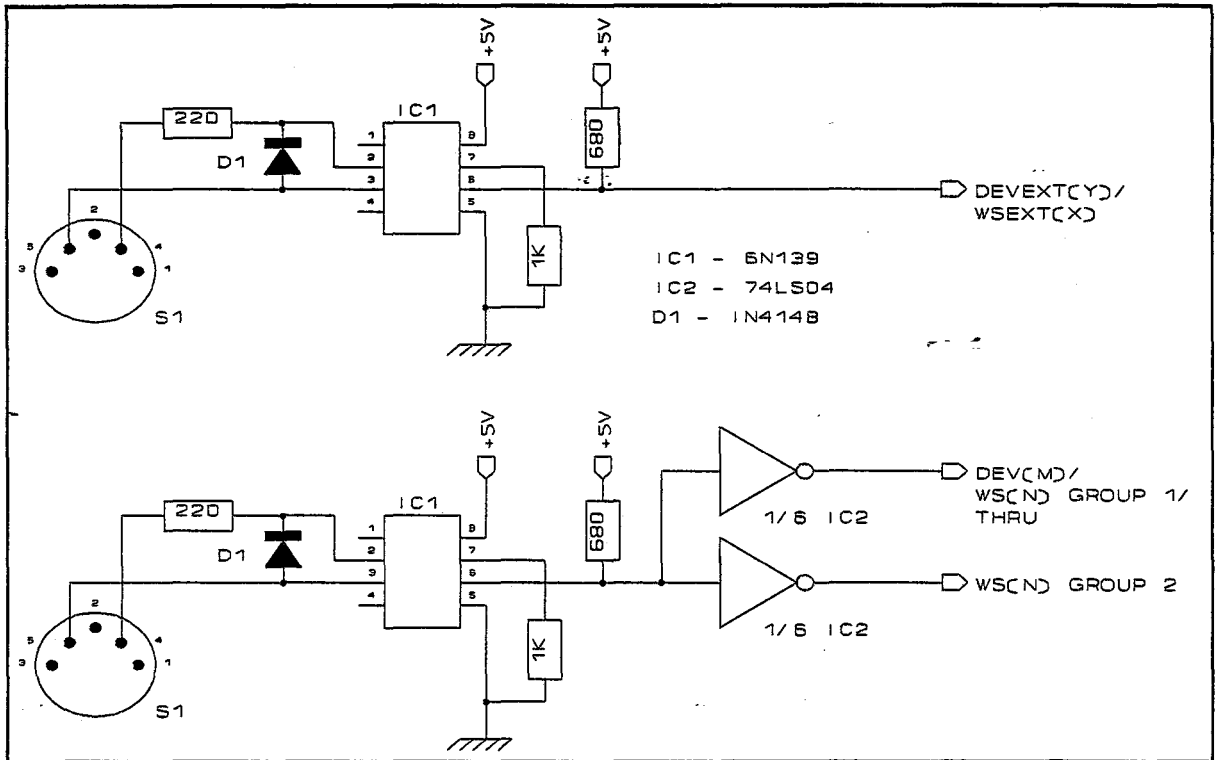 +5V
+5V
220
IC1
680
D1
1
2
3
4
8
7
6
5
1K
DEVEXT(Y)/
WSEXT(X)
2
5
4
3
1
S1
IC1 - 6N139
IC2 - 74LS04
D1 - 1N4148
+5V
+5V
220
IC1
680
D1
1
2
3
4
8
7
6
5
1K
DEV(M)/
WS(N) GROUP 1/
THRU
1/6 IC2
WS(N) GROUP 2
1/6 IC2
2
5
4
3
1
S1